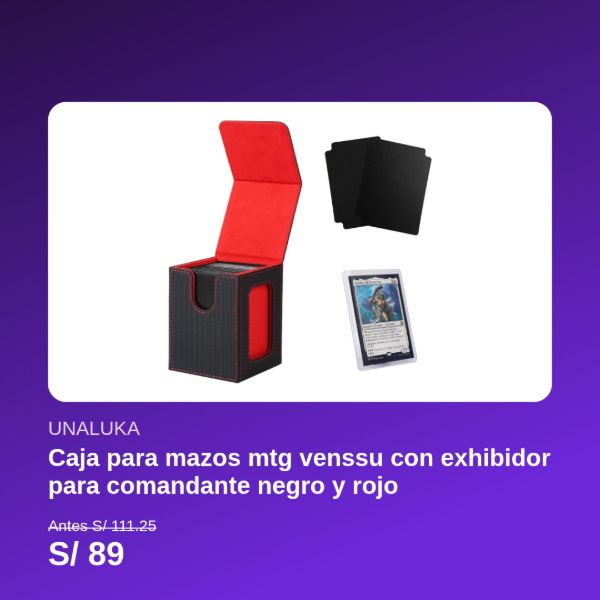 UNALUKA
Caja para mazos mtg venssu con exhibidor
para comandante negro y rojo
Antes S/ 111.25
S/ 89